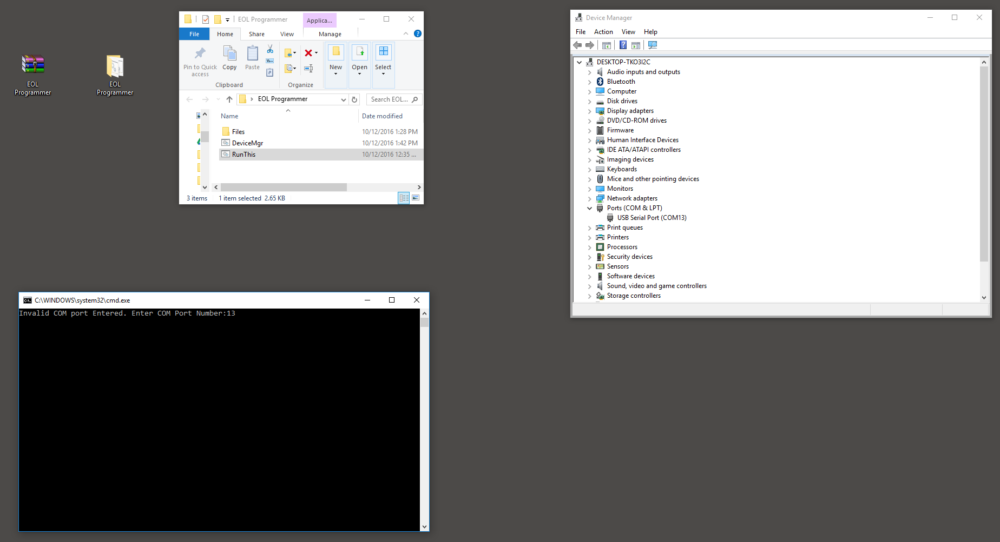 EOL
Programmer
EOL
Programmer
EOL Programmer
Applica...
File
Home
Share
View
Manage
Pin to Quick
access
Copy
Paste
New
Open
Select
Clipboard
Organize
EOL Programmer
Search EOL...
Name
Date modified
Files
10/12/2016 1:28 PM
DeviceMgr
10/12/2016 1:42 PM
RunThis
10/12/2016 12:35 ...
3 items
1 item selected 2.65 KB
C:\WINDOWS\system32\cmd.exe
Invalid COM port Entered. Enter COM Port Number:13
Device Manager
File
Action
View
Help
DESKTOP-TKO3I2C
Audio inputs and outputs
Bluetooth
Computer
Disk drives
Display adapters
DVD/CD-ROM drives
Firmware
Human Interface Devices
IDE ATA/ATAPI controllers
Imaging devices
Keyboards
Mice and other pointing devices
Monitors
Network adapters
Ports (COM & LPT)
USB Serial Port (COM13)
Print queues
Printers
Processors
Security devices
Sensors
Software devices
Sound, video and game controllers
Storage controllers